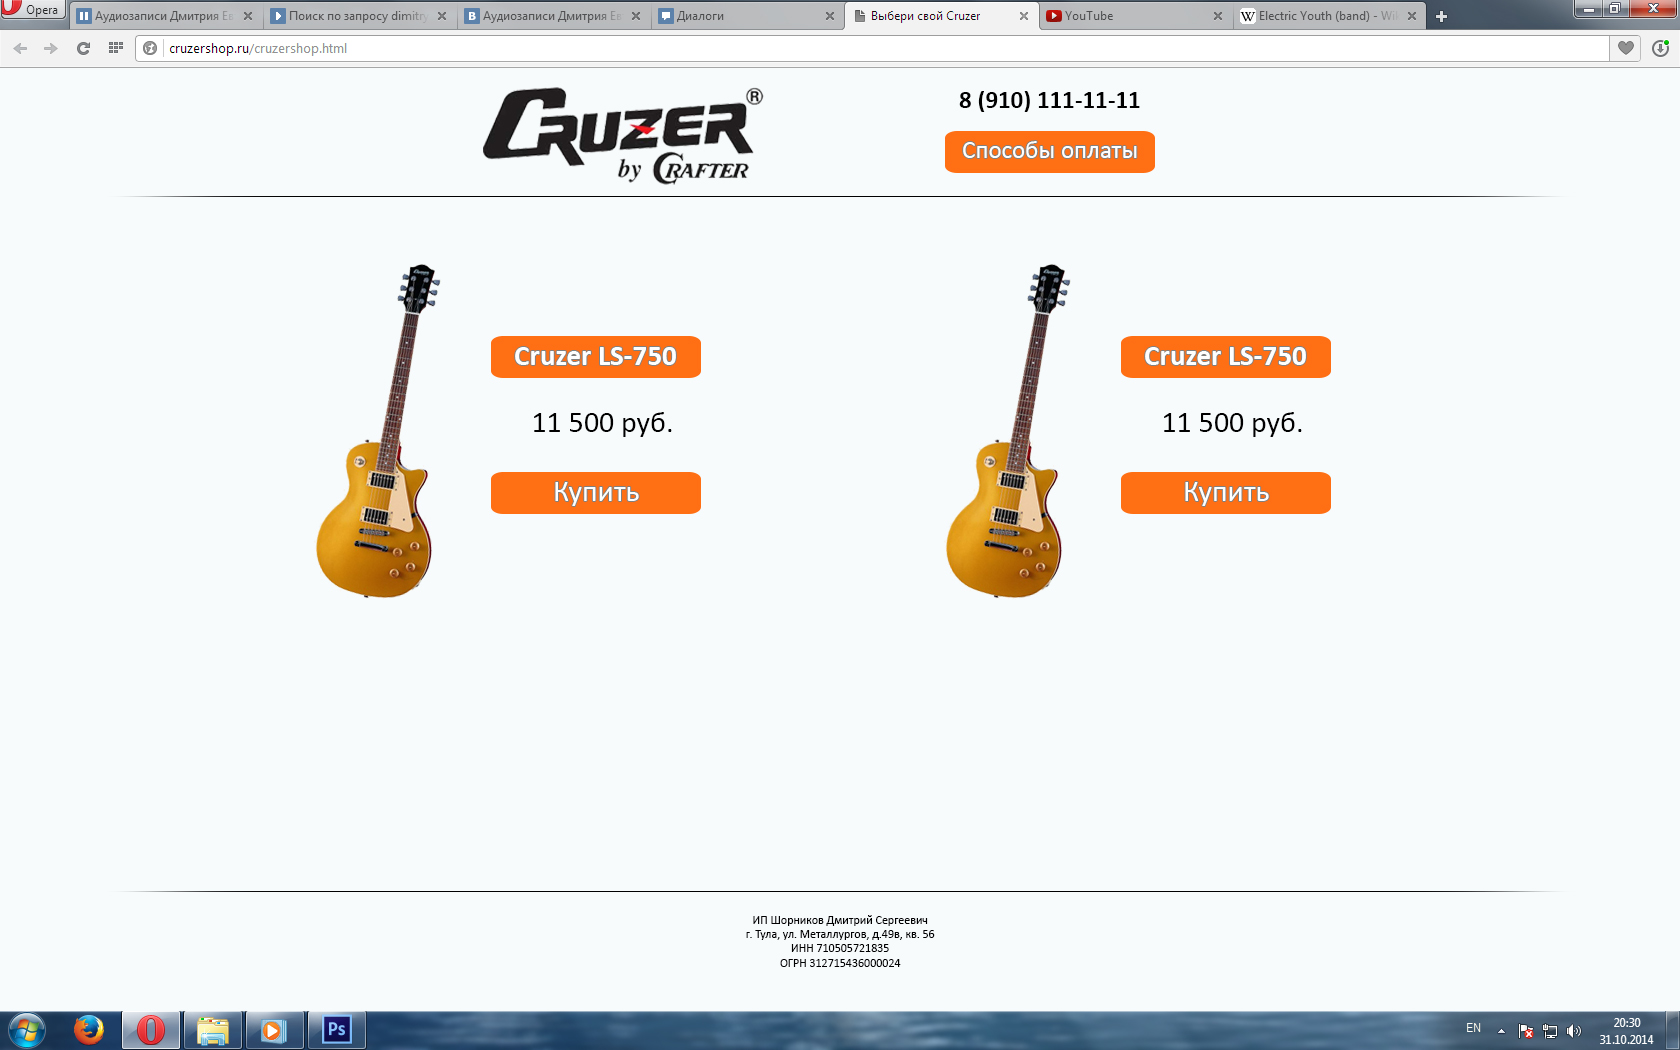 Opera
Аудиозаписи Дмитрия Ев
Поиск по запросу dimitry
Аудиозаписи Дмитрия Ев
Диалоги
Выбери свой Cruzer
YouTube
Electric Youth (band) - Wi
cruzershop.ru/cruzershop.html
CRUZER®
by CRAFTER
8 (910) 111-11-11
Способы оплаты
Cruzer LS-750
11 500 руб.
Купить
Cruzer LS-750
11 500 руб.
Купить
ИП Шорников Дмитрий Сергеевич
г. Тула, ул. Металлургов, д.49в, кв. 56
ИНН 710505721835
ОГРН 312715436000024
Ps
EN
20:30
31.10.2014